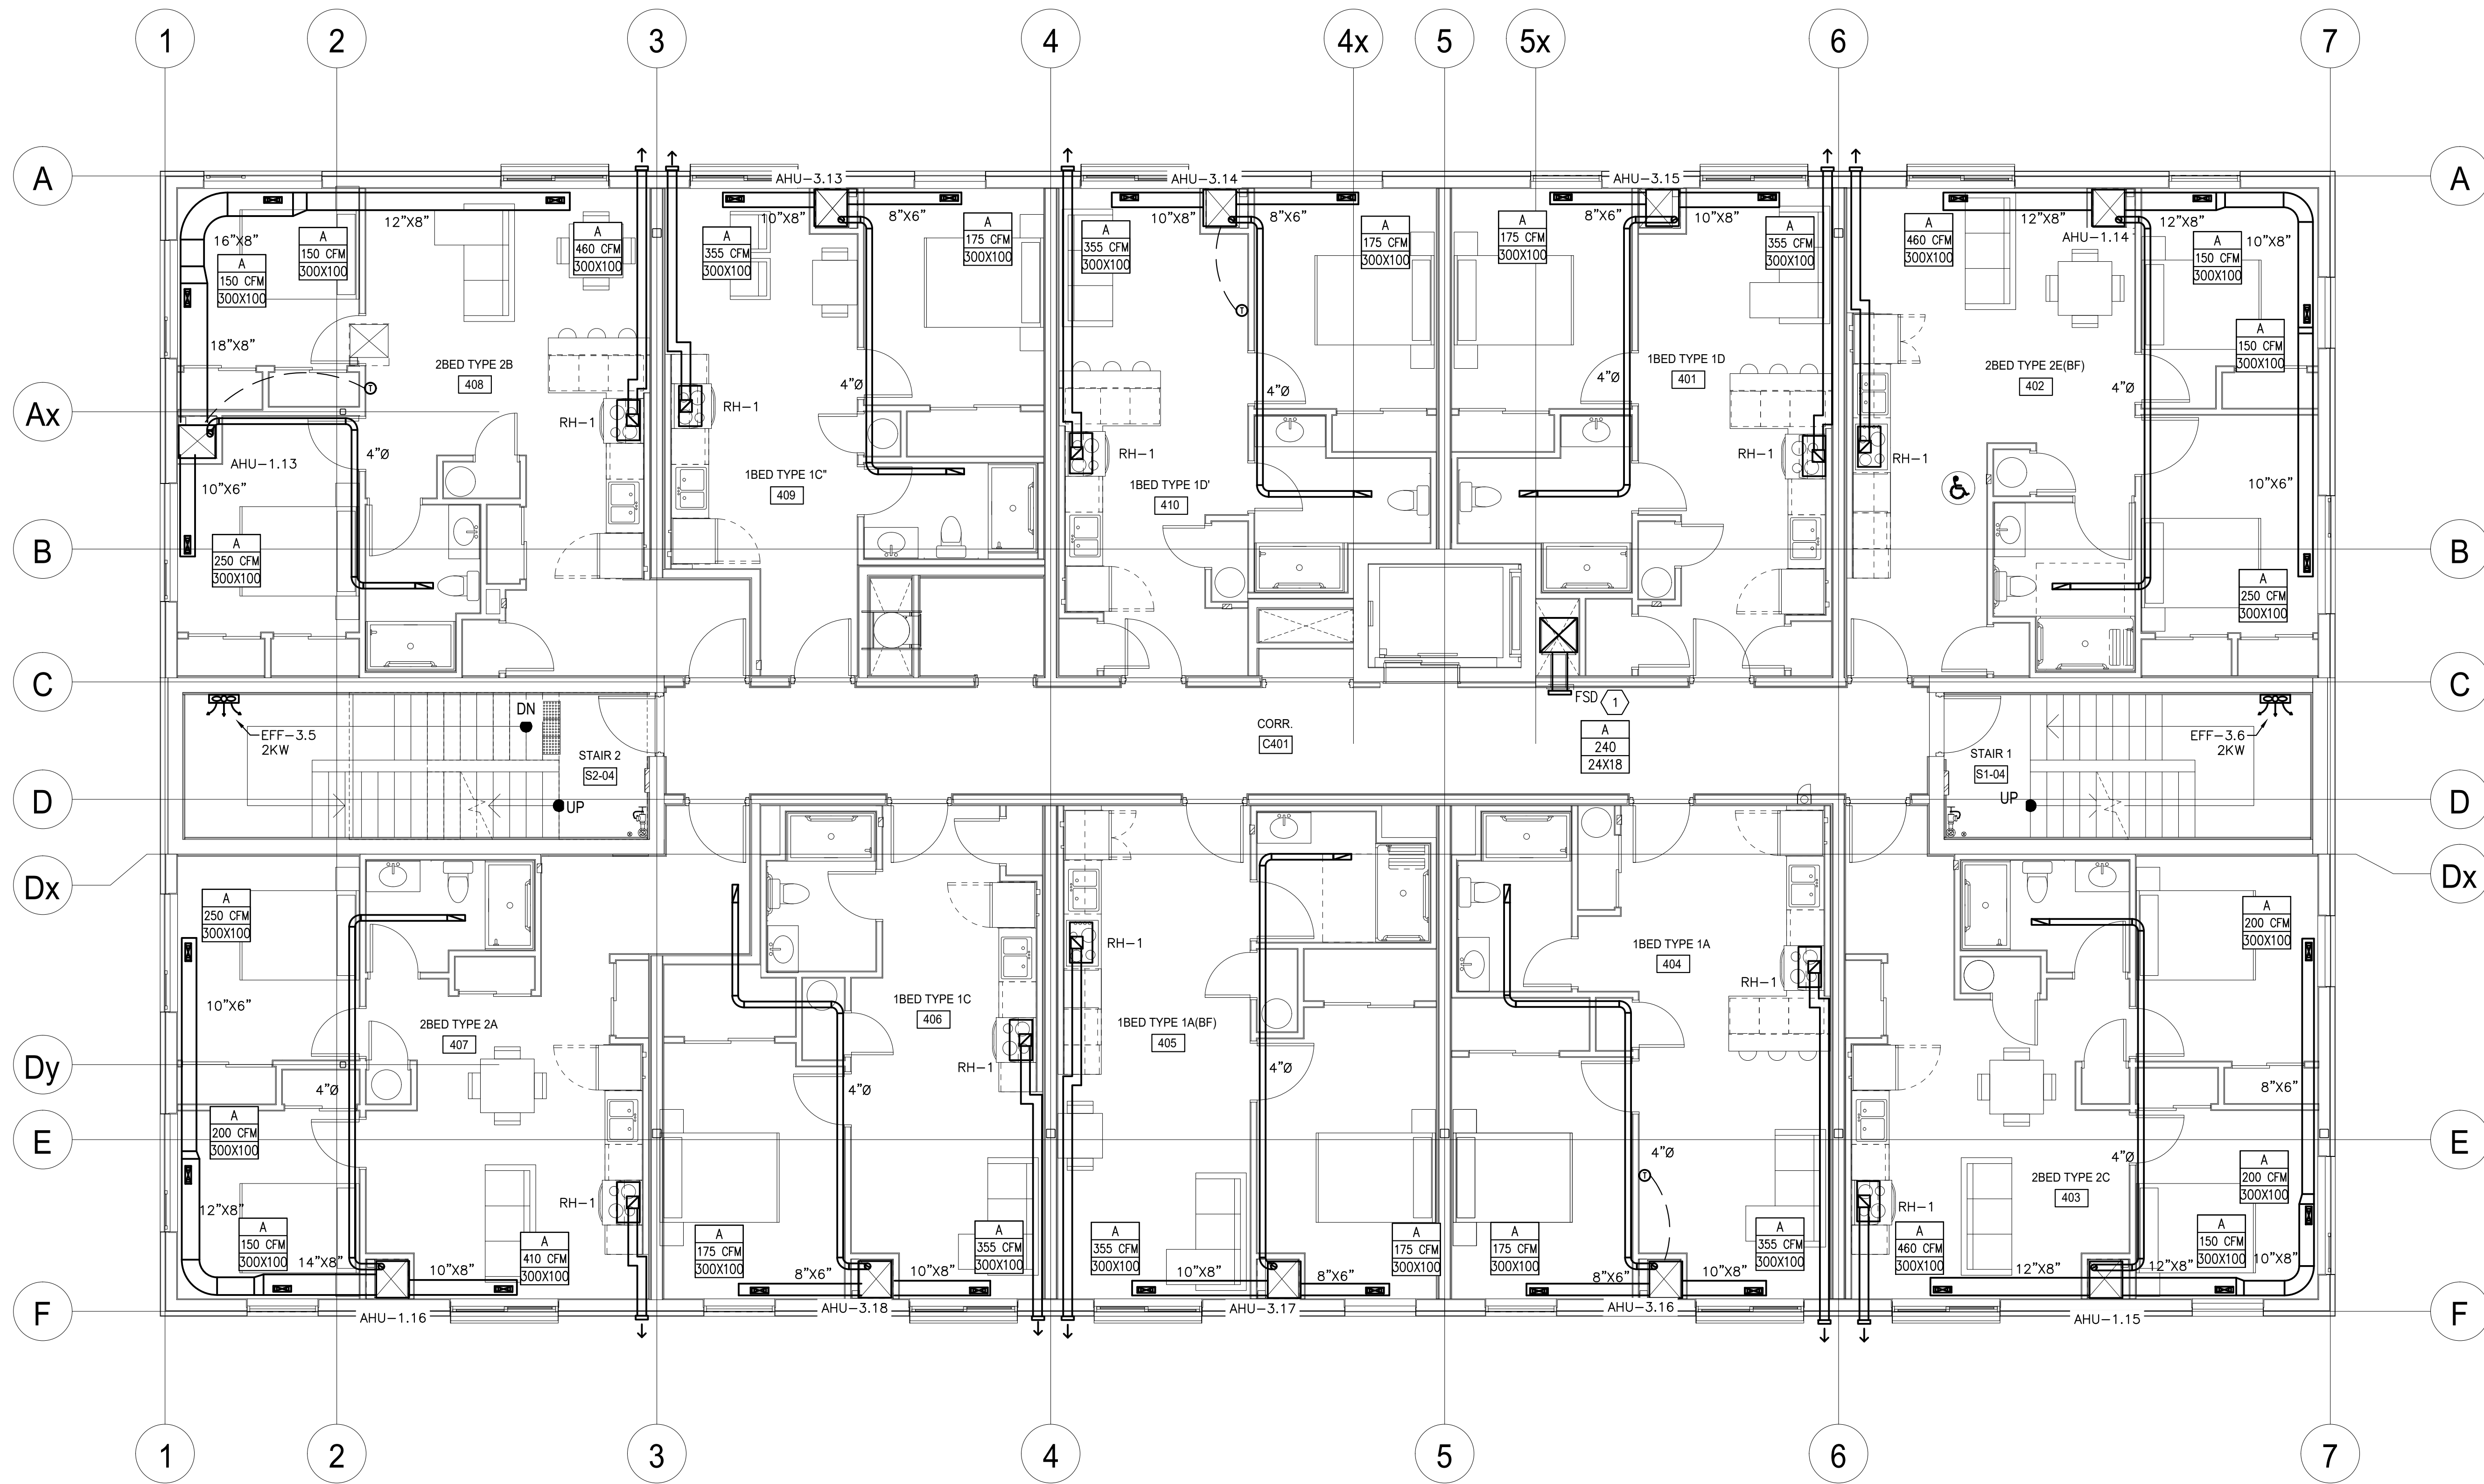 1
2
3
4
4x
5
5x
6
7
A
A
AHU-3.13
AHU-3.14
AHU-3.15
12"X8"
16"X8"
A
150 CFM
300X100
A
150 CFM
300X100
A
460 CFM
300X100
18"X8"
2BED TYPE 2B
408
RH-1
AHU-1.13
4"Ø
10"X6"
A
250 CFM
300X100
10"X8"
8"X6"
A
355 CFM
300X100
A
175 CFM
300X100
4"Ø
RH-1
1BED TYPE 1C"
409
10"X8"
8"X6"
A
355 CFM
300X100
A
175 CFM
300X100
T
4"Ø
RH-1
1BED TYPE 1D'
410
8"X6"
10"X8"
A
175 CFM
300X100
A
355 CFM
300X100
1BED TYPE 1D
401
4"Ø
RH-1
12"X8"
12"X8"
AHU-1.14
10"X8"
A
460 CFM
300X100
A
150 CFM
300X100
A
150 CFM
300X100
2BED TYPE 2E(BF)
402
4"Ø
RH-1
10"X6"
A
250 CFM
300X100
T
Ax
Ax
B
B
C
C
DN
EFF-3.5
2KW
STAIR 2
S2-04
UP
CORR.
C401
FSD
1
A
240
24X18
STAIR 1
S1-04
UP
EFF-3.6
2KW
D
D
Dx
Dx
A
250 CFM
300X100
10"X6"
2BED TYPE 2A
407
4"Ø
A
200 CFM
300X100
RH-1
12"X8"
A
150 CFM
300X100
14"X8"
10"X8"
A
410 CFM
300X100
AHU-1.16
1BED TYPE 1C
406
RH-1
4"Ø
A
175 CFM
300X100
A
355 CFM
300X100
8"X6"
10"X8"
AHU-3.18
RH-1
1BED TYPE 1A(BF)
405
4"Ø
A
355 CFM
300X100
A
175 CFM
300X100
10"X8"
8"X6"
AHU-3.17
1BED TYPE 1A
404
RH-1
4"Ø
T
A
175 CFM
300X100
A
355 CFM
300X100
8"X6"
10"X8"
AHU-3.16
A
200 CFM
300X100
8"X6"
4"Ø
2BED TYPE 2C
403
RH-1
A
200 CFM
300X100
A
460 CFM
300X100
A
150 CFM
300X100
12"X8"
12"X8"
10"X8"
AHU-1.15
Dy
Dy
E
E
F
F
1
2
3
4
5
6
7